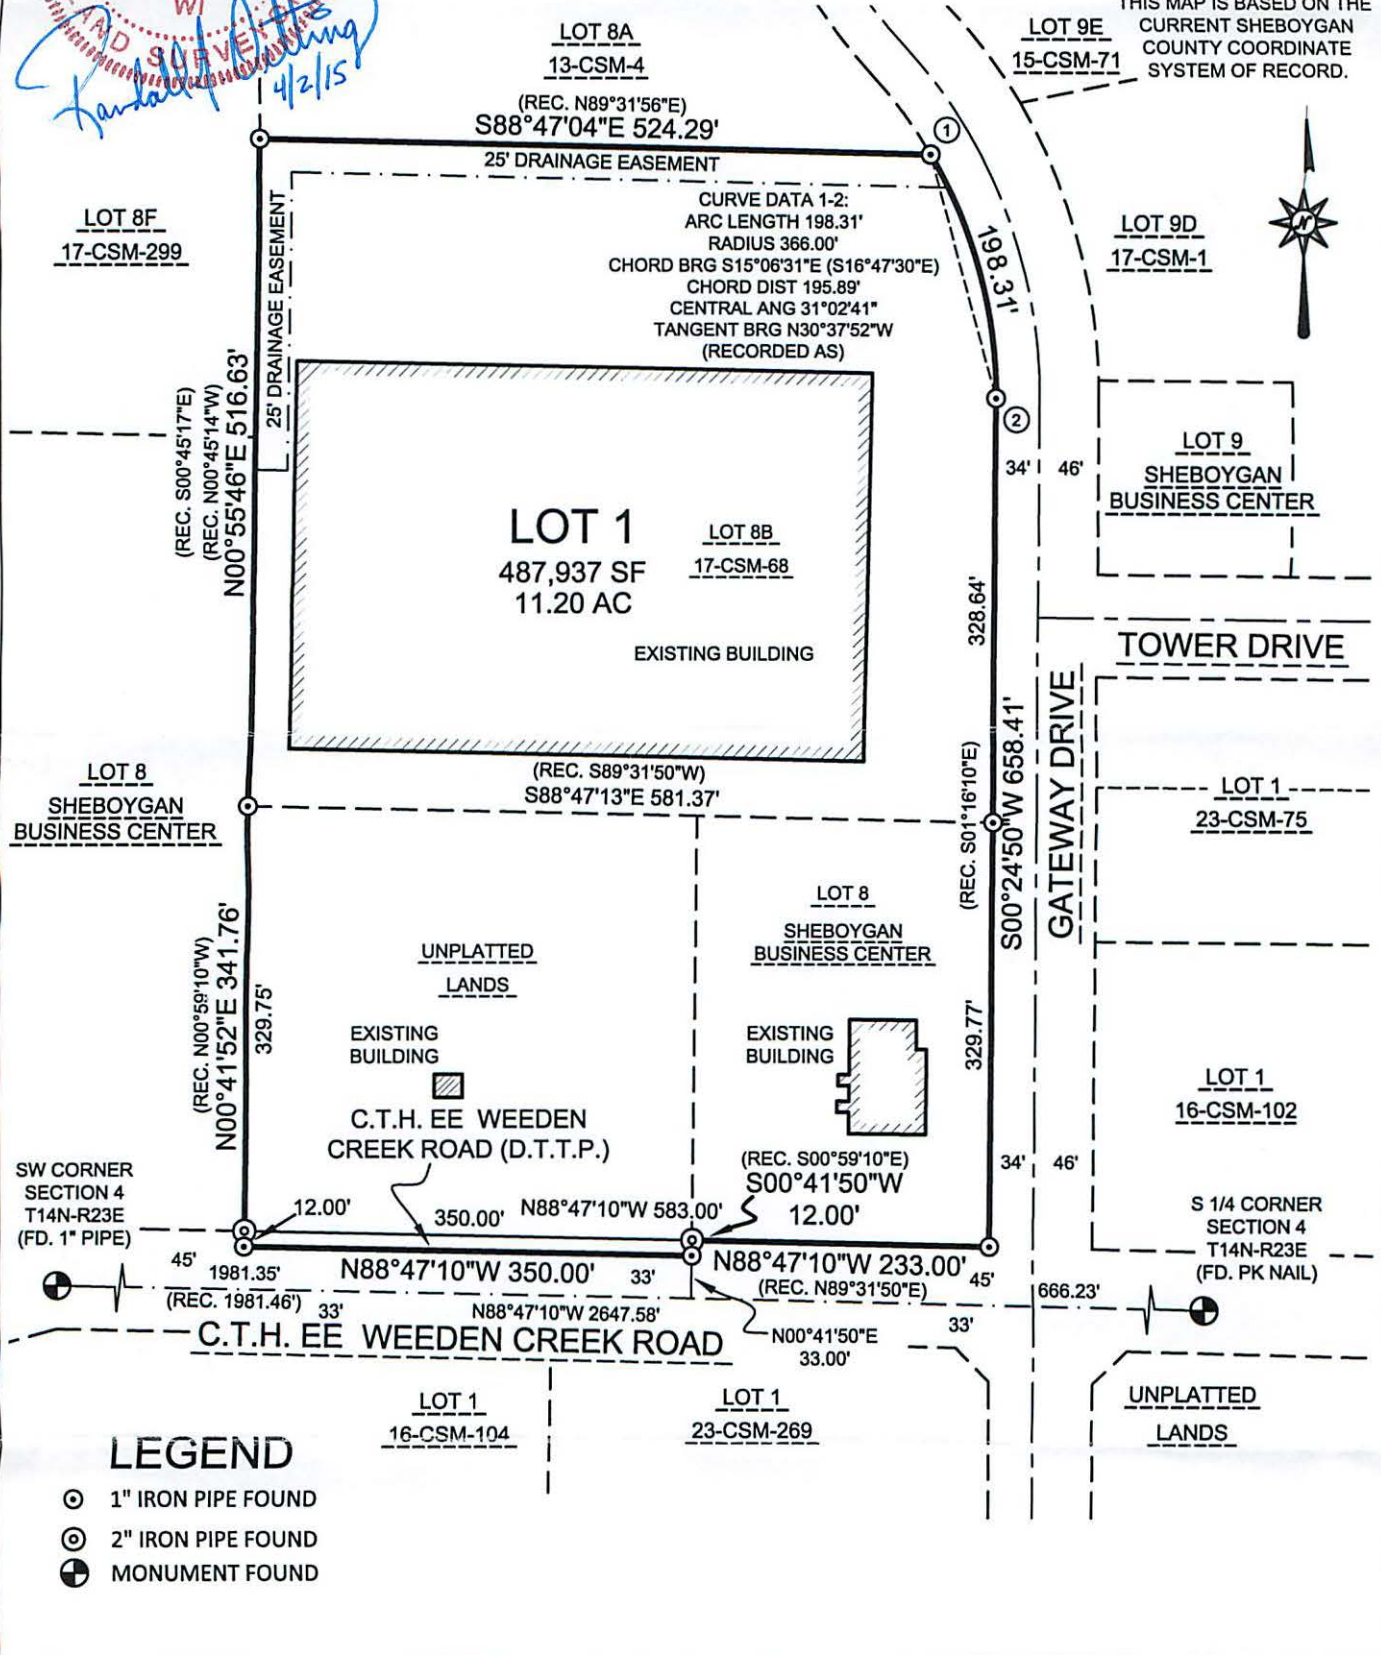 WI
LAND SURVEYOR
Randall J
4/2/15
LOT 8A
13-CSM-4
LOT 9E
15-CSM-71
THIS MAP IS BASED ON THE
CURRENT SHEBOYGAN
COUNTY COORDINATE
SYSTEM OF RECORD.
(REC. N89°31'56"E)
S88°47'04"E 524.29'
25' DRAINAGE EASEMENT
1
LOT 8F
17-CSM-299
25' DRAINAGE EASEMENT
CURVE DATA 1-2:
ARC LENGTH 198.31'
RADIUS 366.00'
CHORD BRG S15°06'31"E (S16°47'30"E)
CHORD DIST 195.89'
CENTRAL ANG 31°02'41"
TANGENT BRG N30°37'52"W
(RECORDED AS)
198.31'
LOT 9D
17-CSM-1
N
(REC. S00°45'17"E)
(REC. N00°45'14"W)
N00°55'46"E 516.63'
2
34'
46'
LOT 9
SHEBOYGAN
BUSINESS CENTER
LOT 1
487,937 SF
11.20 AC
LOT 8B
17-CSM-68
EXISTING BUILDING
328.64'
TOWER DRIVE
GATEWAY DRIVE
(REC. S01°16'10"E)
S00°24'50"W 658.41'
LOT 8
SHEBOYGAN
BUSINESS CENTER
(REC. S89°31'50"W)
S88°47'13"E 581.37'
LOT 1
23-CSM-75
LOT 8
SHEBOYGAN
BUSINESS CENTER
UNPLATTED
LANDS
(REC. N00°59'10"W)
N00°41'52"E 341.76'
329.75'
EXISTING
BUILDING
EXISTING
BUILDING
329.77'
LOT 1
16-CSM-102
C.T.H. EE WEEDEN
CREEK ROAD (D.T.T.P.)
(REC. S00°59'10"E)
S00°41'50"W
12.00'
34'
46'
SW CORNER
SECTION 4
T14N-R23E
(FD. 1" PIPE)
12.00'
350.00'
N88°47'10"W 583.00'
S 1/4 CORNER
SECTION 4
T14N-R23E
(FD. PK NAIL)
45'
1981.35'
(REC. 1981.46')
33'
N88°47'10"W 350.00'
33'
N88°47'10"W 233.00'
(REC. N89°31'50"E)
45'
666.23'
N88°47'10"W 2647.58'
C.T.H. EE WEEDEN CREEK ROAD
N00°41'50"E
33.00'
33'
LOT 1
16-CSM-104
LOT 1
23-CSM-269
UNPLATTED
LANDS
LEGEND
1" IRON PIPE FOUND
2" IRON PIPE FOUND
MONUMENT FOUND